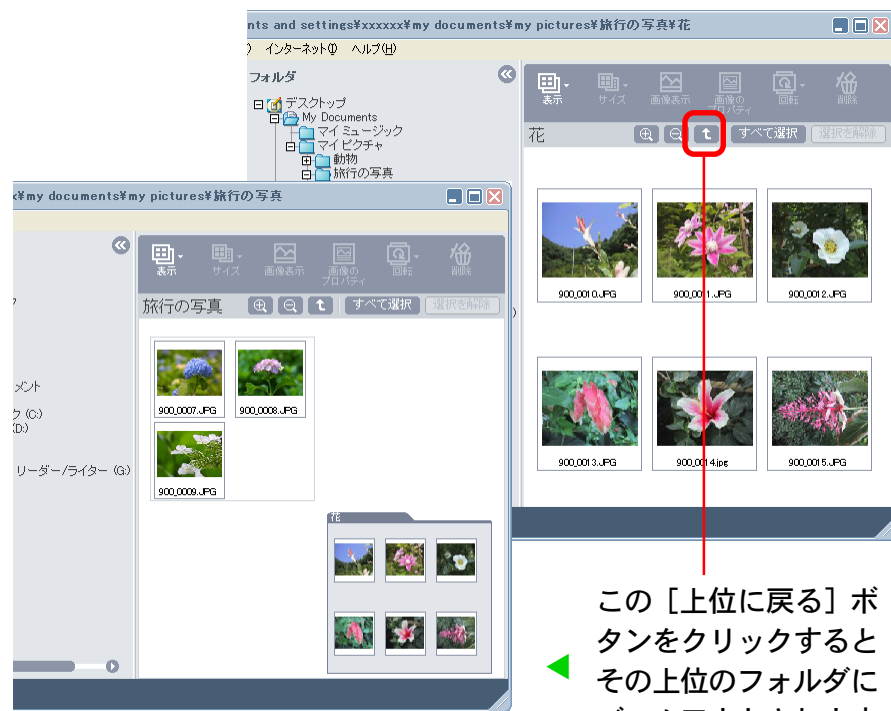 nts and settings¥xxxxxx¥my documents¥my pictures¥旅行の写真¥花
) インターネット(I) ヘルプ(H)
フォルダ
デスクトップ
My Documents
マイ ミュージック
マイ ピクチャ
動物
旅行の写真
表示 サイズ 画像表示 画像のプロパティ 回転 削除
花 すべて選択 選択を解除
900_0010.JPG 900_0011.JPG 900_0012.JPG
900_0013.JPG 900_0014.jpg 900_0015.JPG
x¥my documents¥my pictures¥旅行の写真
表示 サイズ 画像表示 画像のプロパティ 回転 削除
旅行の写真 すべて選択 選択を解除
メント
ク (C:)
(D:)
リーダー/ライター (G:)
900_0007.JPG 900_0008.JPG
900_0009.JPG
花
この［上位に戻る］ボ
タンをクリックすると
その上位のフォルダに